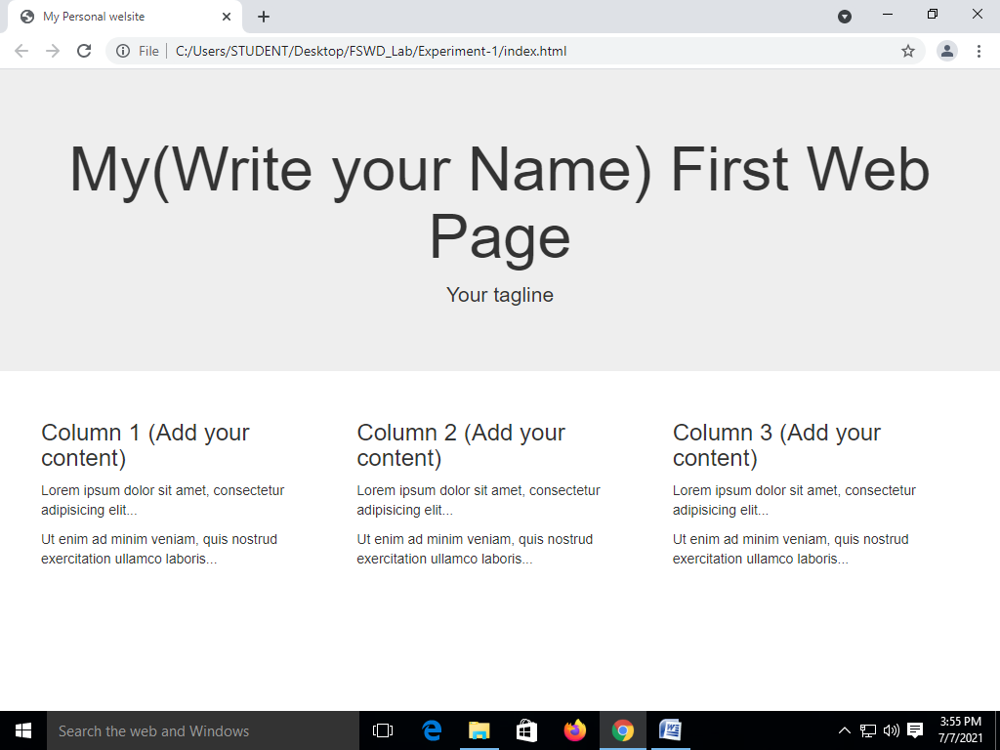 My Personal welsite
File C:/Users/STUDENT/Desktop/FSWD_Lab/Experiment-1/index.html
My(Write your Name) First Web
Page
Your tagline
Column 1 (Add your
content)
Lorem ipsum dolor sit amet, consectetur
adipisicing elit...
Ut enim ad minim veniam, quis nostrud
exercitation ullamco laboris...
Column 2 (Add your
content)
Lorem ipsum dolor sit amet, consectetur
adipisicing elit...
Ut enim ad minim veniam, quis nostrud
exercitation ullamco laboris...
Column 3 (Add your
content)
Lorem ipsum dolor sit amet, consectetur
adipisicing elit...
Ut enim ad minim veniam, quis nostrud
exercitation ullamco laboris...
Search the web and Windows
3:55 PM
7/7/2021